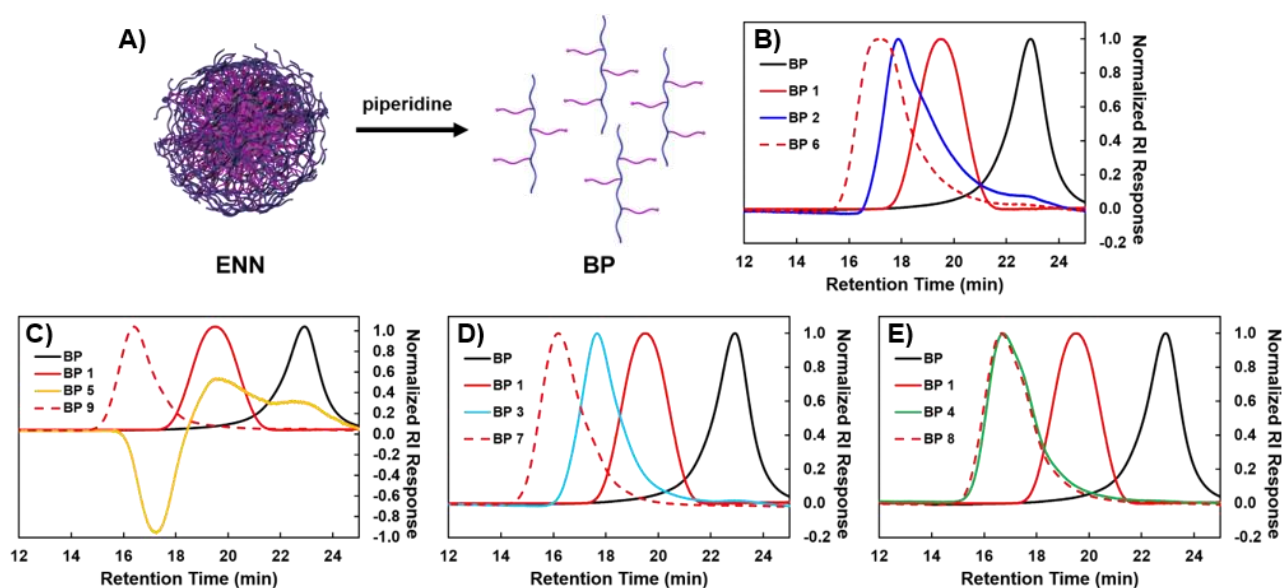 A)
piperidine
ENN
BP
B)
BP
BP 1
BP 2
BP 6
1.0
0.8
0.6
0.4
0.2
0.0
-0.2
Normalized RI Response
12 14 16 18 20 22 24
Retention Time (min)
C)
BP
BP 1
BP 5
BP 9
1.0
0.8
0.6
0.4
0.2
0.0
-0.2
-0.4
-0.6
-0.8
-1.0
Normalized RI Response
12 14 16 18 20 22 24
Retention Time (min)
D)
BP
BP 1
BP 3
BP 7
1.0
0.8
0.6
0.4
0.2
0.0
-0.2
Normalized RI Response
12 14 16 18 20 22 24
Retention Time (min)
E)
BP
BP 1
BP 4
BP 8
1.0
0.8
0.6
0.4
0.2
0.0
-0.2
Normalized RI Response
12 14 16 18 20 22 24
Retention Time (min)